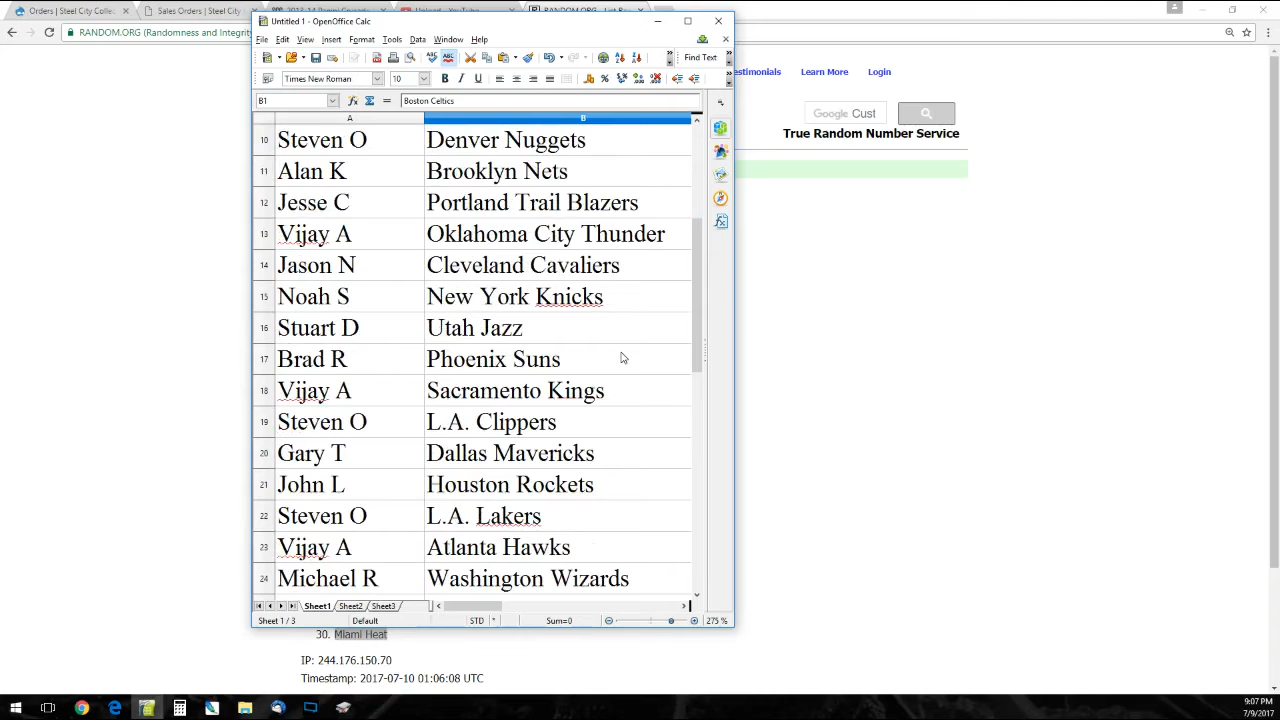 Orders | Steel City Colle
Sales Orders | Steel City
2013-14 Panini Crusade
Upload - YouTube
RANDOM.ORG - List Ra
RANDOM.ORG (Randomness and Integrity
Untitled 1 - OpenOffice Calc
File Edit View Insert Format Tools Data Window Help
Find Text
Times New Roman 10
B1 Boston Celtics
A B
10 Steven O Denver Nuggets
11 Alan K Brooklyn Nets
12 Jesse C Portland Trail Blazers
13 Vijay A Oklahoma City Thunder
14 Jason N Cleveland Cavaliers
15 Noah S New York Knicks
16 Stuart D Utah Jazz
17 Brad R Phoenix Suns
18 Vijay A Sacramento Kings
19 Steven O L.A. Clippers
20 Gary T Dallas Mavericks
21 John L Houston Rockets
22 Steven O L.A. Lakers
23 Vijay A Atlanta Hawks
24 Michael R Washington Wizards
Sheet1 Sheet2 Sheet3
Sheet 1 / 3 Default STD * Sum=0 275 %
estimonials Learn More Login
Google Cust
True Random Number Service
30. Miami Heat
IP: 244.176.150.70
Timestamp: 2017-07-10 01:06:08 UTC
9:07 PM
7/9/2017